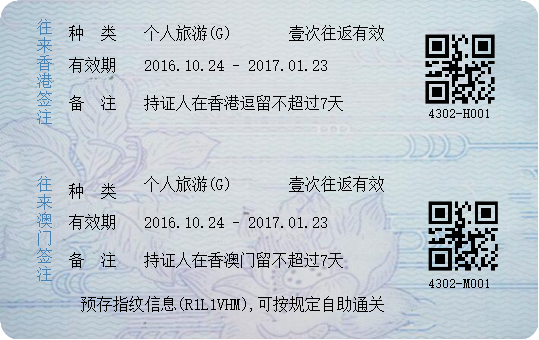 往来香港签注
种 类 个人旅游(G) 壹次往返有效
有效期 2016.10.24 - 2017.01.23
备 注 持证人在香港逗留不超过7天
4302-H001
往来澳门签注
种 类 个人旅游(G) 壹次往返有效
有效期 2016.10.24 - 2017.01.23
备 注 持证人在香澳门留不超过7天
4302-M001
预存指纹信息(R1L1VHM),可按规定自助通关